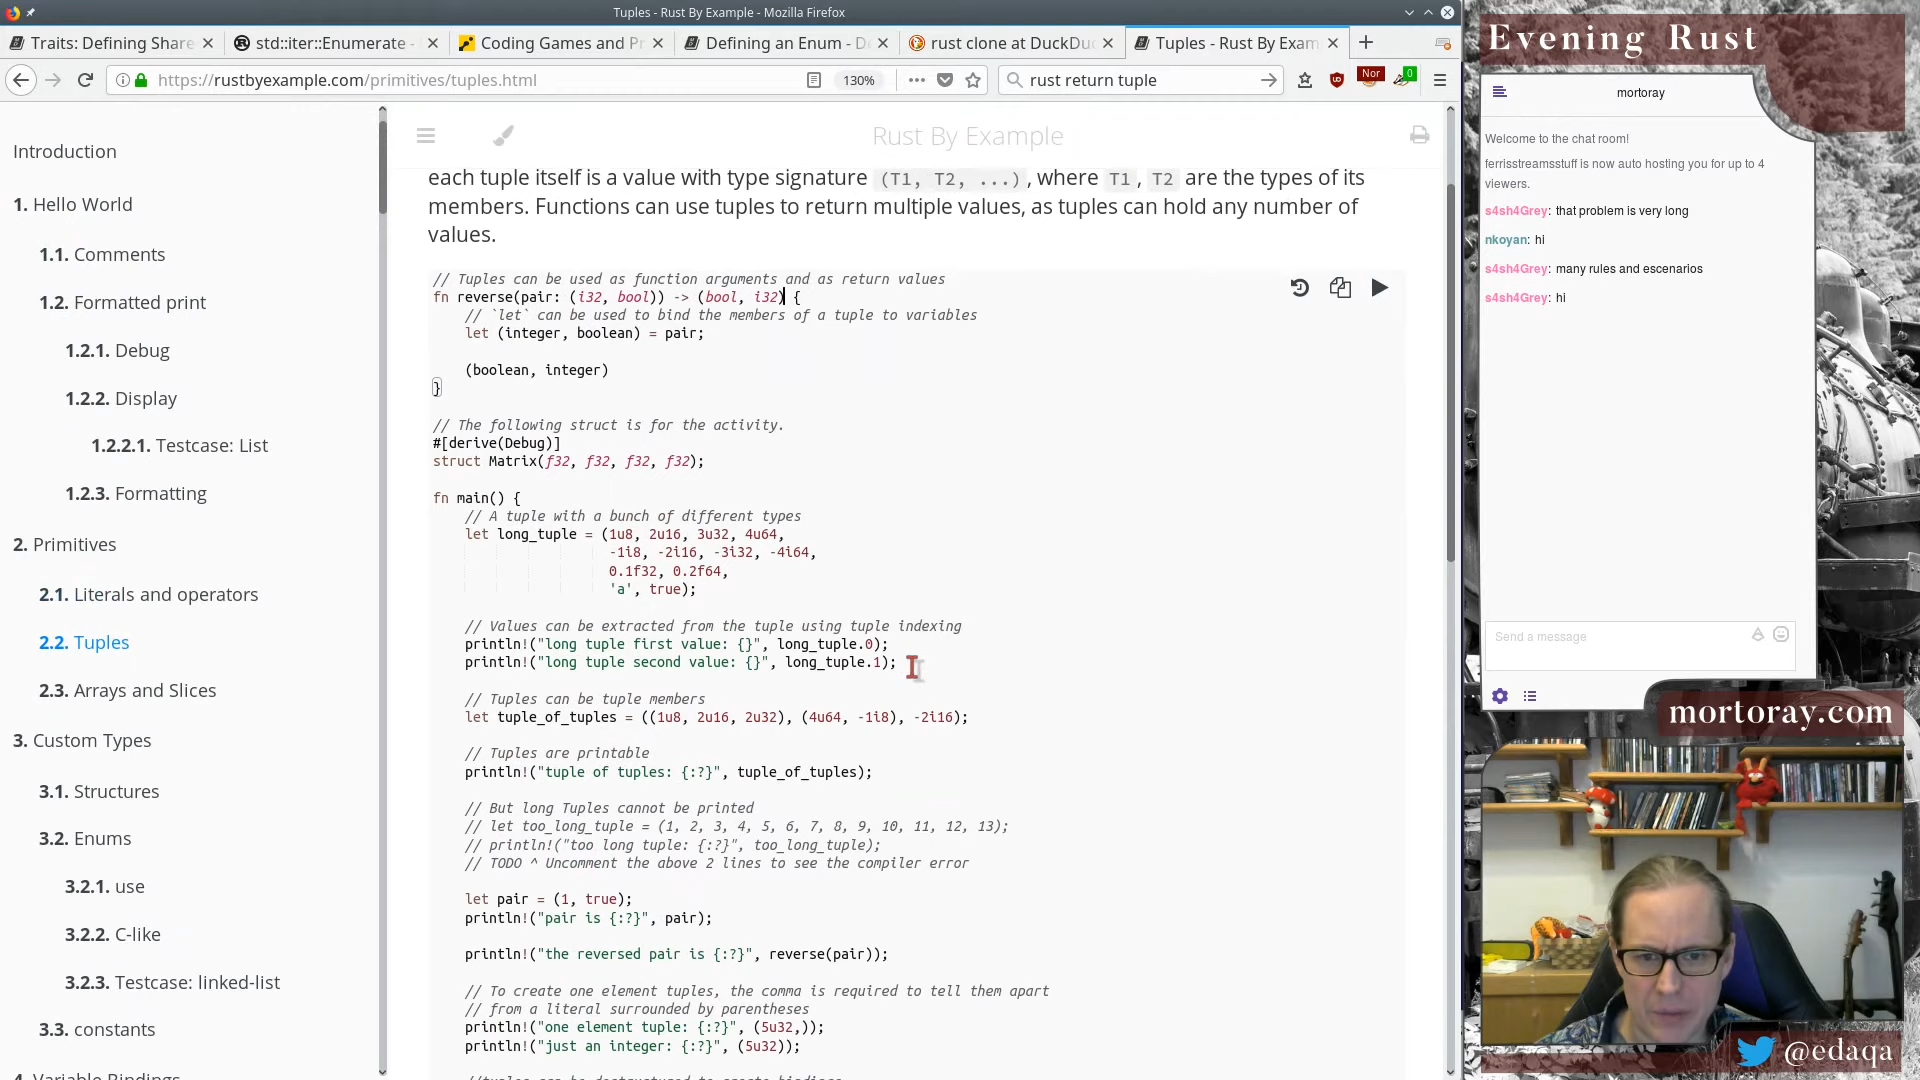 Tuples - Rust By Example - Mozilla Firefox
Traits: Defining Share
std::iter::Enumerate -
Coding Games and Pr
Defining an Enum - D
rust clone at DuckDu
Tuples - Rust By Exam
https://rustbyexample.com/primitives/tuples.html
130%
rust return tuple
Nor
0
Introduction
1. Hello World
1.1. Comments
1.2. Formatted print
1.2.1. Debug
1.2.2. Display
1.2.2.1. Testcase: List
1.2.3. Formatting
2. Primitives
2.1. Literals and operators
2.2. Tuples
2.3. Arrays and Slices
3. Custom Types
3.1. Structures
3.2. Enums
3.2.1. use
3.2.2. C-like
3.2.3. Testcase: linked-list
3.3. constants
4. Variable Bindings
Rust By Example
each tuple itself is a value with type signature (T1, T2, ...), where T1, T2 are the types of its
members. Functions can use tuples to return multiple values, as tuples can hold any number of
values.
// Tuples can be used as function arguments and as return values
fn reverse(pair: (i32, bool)) -> (bool, i32) {
// `let` can be used to bind the members of a tuple to variables
let (integer, boolean) = pair;
(boolean, integer)
}
// The following struct is for the activity.
#[derive(Debug)]
struct Matrix(f32, f32, f32, f32);
fn main() {
// A tuple with a bunch of different types
let long_tuple = (1u8, 2u16, 3u32, 4u64,
-1i8, -2i16, -3i32, -4i64,
0.1f32, 0.2f64,
'a', true);
// Values can be extracted from the tuple using tuple indexing
println!("long tuple first value: {}", long_tuple.0);
println!("long tuple second value: {}", long_tuple.1);
// Tuples can be tuple members
let tuple_of_tuples = ((1u8, 2u16, 2u32), (4u64, -1i8), -2i16);
// Tuples are printable
println!("tuple of tuples: {:?}", tuple_of_tuples);
// But long Tuples cannot be printed
// let too_long_tuple = (1, 2, 3, 4, 5, 6, 7, 8, 9, 10, 11, 12, 13);
// println!("too long tuple: {:?}", too_long_tuple);
// TODO ^ Uncomment the above 2 lines to see the compiler error
let pair = (1, true);
println!("pair is {:?}", pair);
println!("the reversed pair is {:?}", reverse(pair));
// To create one element tuples, the comma is required to tell them apart
// from a literal surrounded by parentheses
println!("one element tuple: {:?}", (5u32,));
println!("just an integer: {:?}", (5u32));
//tuples can be destructured to create bindings
Evening Rust
mortoray
Welcome to the chat room!
ferrisstreamsstuff is now auto hosting you for up to 4
viewers.
s4sh4Grey: that problem is very long
nkoyan: hi
s4sh4Grey: many rules and escenarios
s4sh4Grey: hi
Send a message
mortoray.com
@edaqa